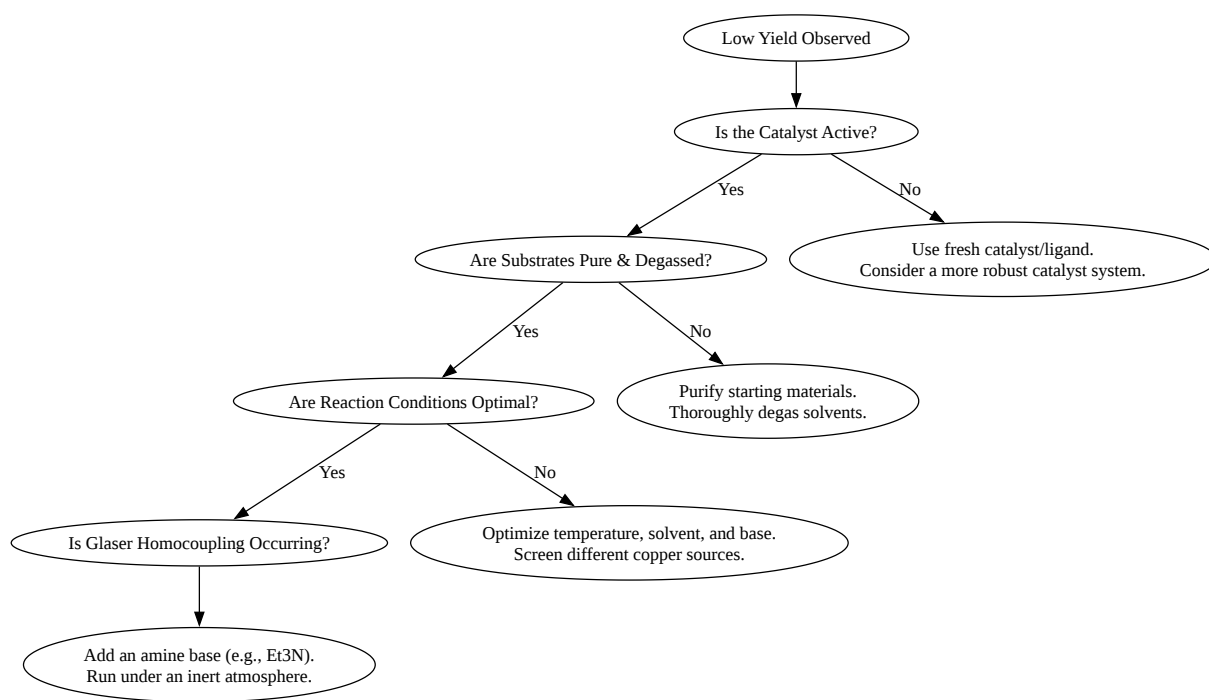 Low Yield Observed
Is the Catalyst Active?
Yes
No
Are Substrates Pure & Degassed?
Use fresh catalyst/ligand.
Consider a more robust catalyst system.
Yes
No
Are Reaction Conditions Optimal?
Purify starting materials.
Thoroughly degas solvents.
Yes
No
Is Glaser Homocoupling Occurring?
Optimize temperature, solvent, and base.
Screen different copper sources.
Add an amine base (e.g., Et3N).
Run under an inert atmosphere.